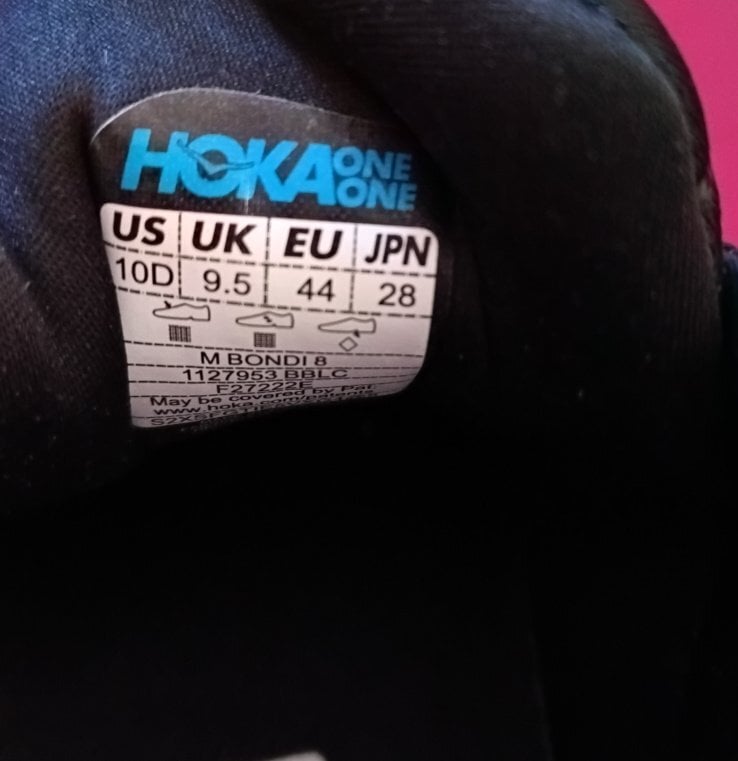 HOKA ONE ONE
US UK EU JPN
10D 9.5 44 28
M BONDI 8
1127953 BBLC
F27222E
May be covered by Pat.
www.hoka.com/patents